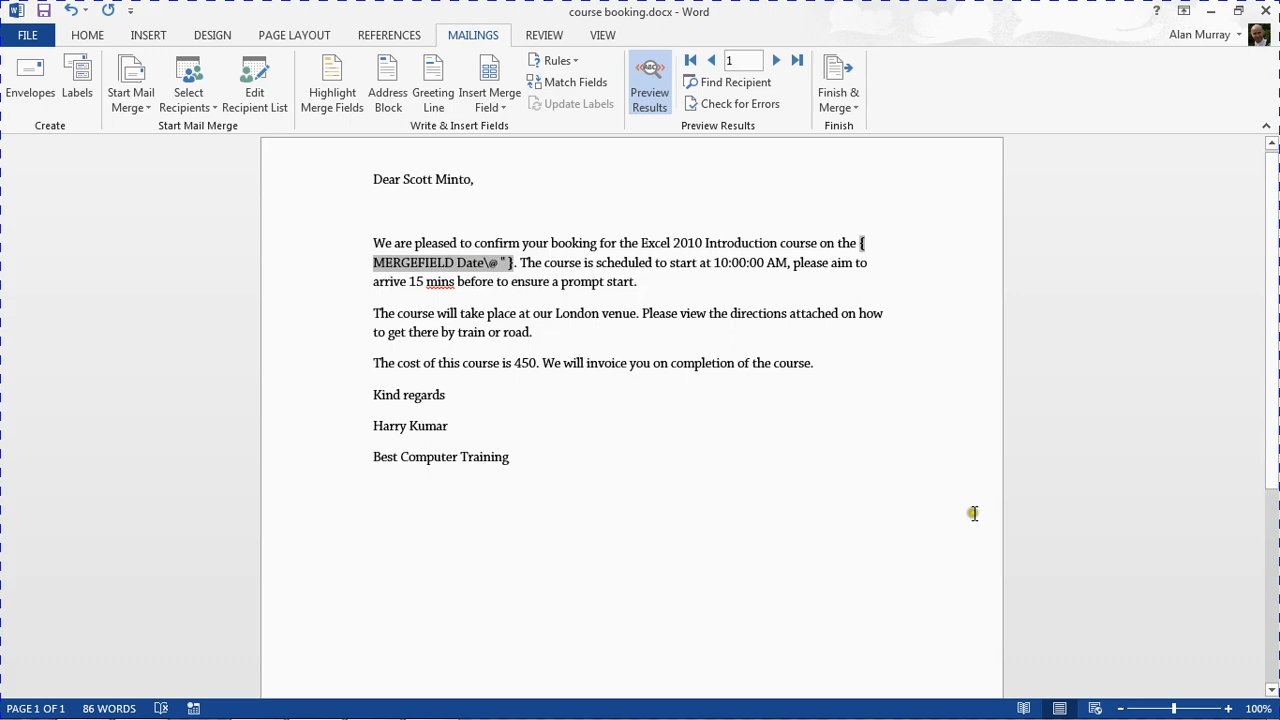 course booking.docx - Word
?
FILE HOME INSERT DESIGN PAGE LAYOUT REFERENCES MAILINGS REVIEW VIEW Alan Murray
Envelopes
Labels
Create
Start Mail
Merge
Select
Recipients
Edit
Recipient List
Start Mail Merge
Highlight
Merge Fields
Address
Block
Greeting
Line
Insert Merge
Field
Rules
Match Fields
Update Labels
Write & Insert Fields
ABC
Preview
Results
1
Find Recipient
Check for Errors
Preview Results
Finish &
Merge
Finish
Dear Scott Minto,
We are pleased to confirm your booking for the Excel 2010 Introduction course on the {
MERGEFIELD Date\@ " }. The course is scheduled to start at 10:00:00 AM, please aim to
arrive 15 mins before to ensure a prompt start.
The course will take place at our London venue. Please view the directions attached on how
to get there by train or road.
The cost of this course is 450. We will invoice you on completion of the course.
Kind regards
Harry Kumar
Best Computer Training
PAGE 1 OF 1 86 WORDS 100%